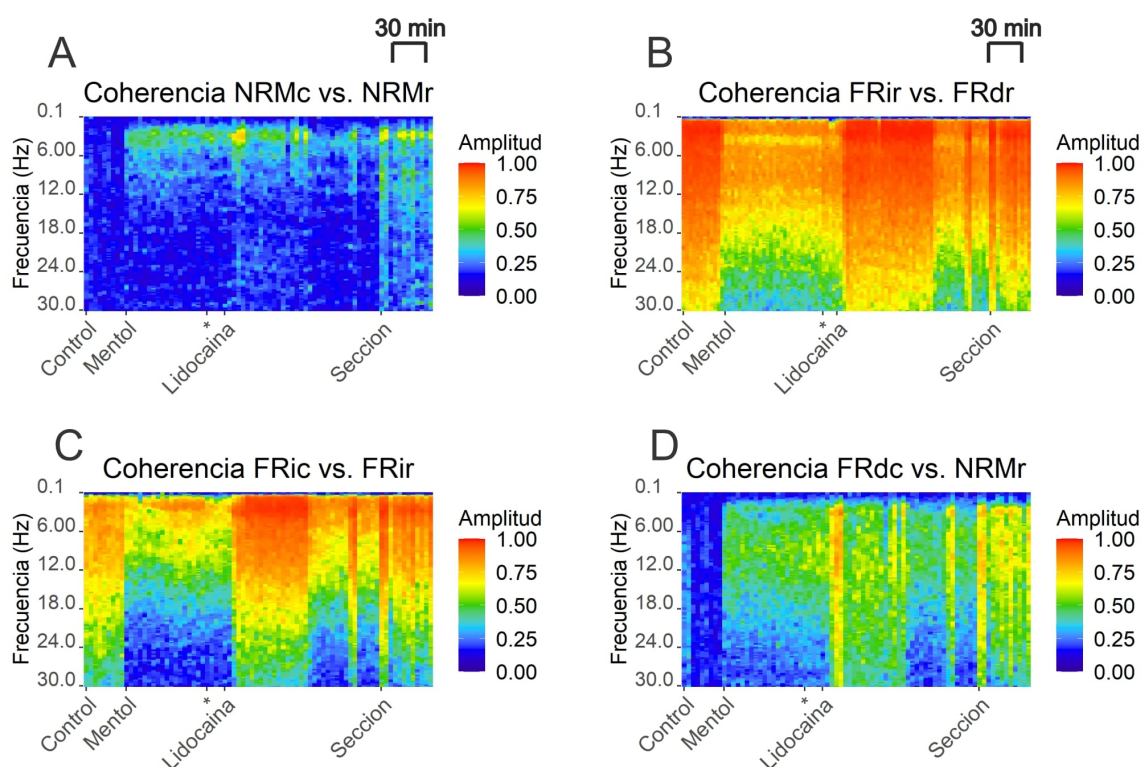 A
30 min
Coherencia NRMc vs. NRMr
Frecuencia (Hz)
0.1
6.00
12.0
18.0
24.0
30.0
Control
Mentol
*
Lidocaina
Seccion
Amplitud
1.00
0.75
0.50
0.25
0.00
B
30 min
Coherencia FRir vs. FRdr
Frecuencia (Hz)
0.1
6.00
12.0
18.0
24.0
30.0
Control
Mentol
*
Lidocaina
Seccion
Amplitud
1.00
0.75
0.50
0.25
0.00
C
Coherencia FRic vs. FRir
Frecuencia (Hz)
0.1
6.00
12.0
18.0
24.0
30.0
Control
Mentol
*
Lidocaina
Seccion
Amplitud
1.00
0.75
0.50
0.25
0.00
D
Coherencia FRdc vs. NRMr
Frecuencia (Hz)
0.1
6.00
12.0
18.0
24.0
30.0
Control
Mentol
*
Lidocaina
Seccion
Amplitud
1.00
0.75
0.50
0.25
0.00